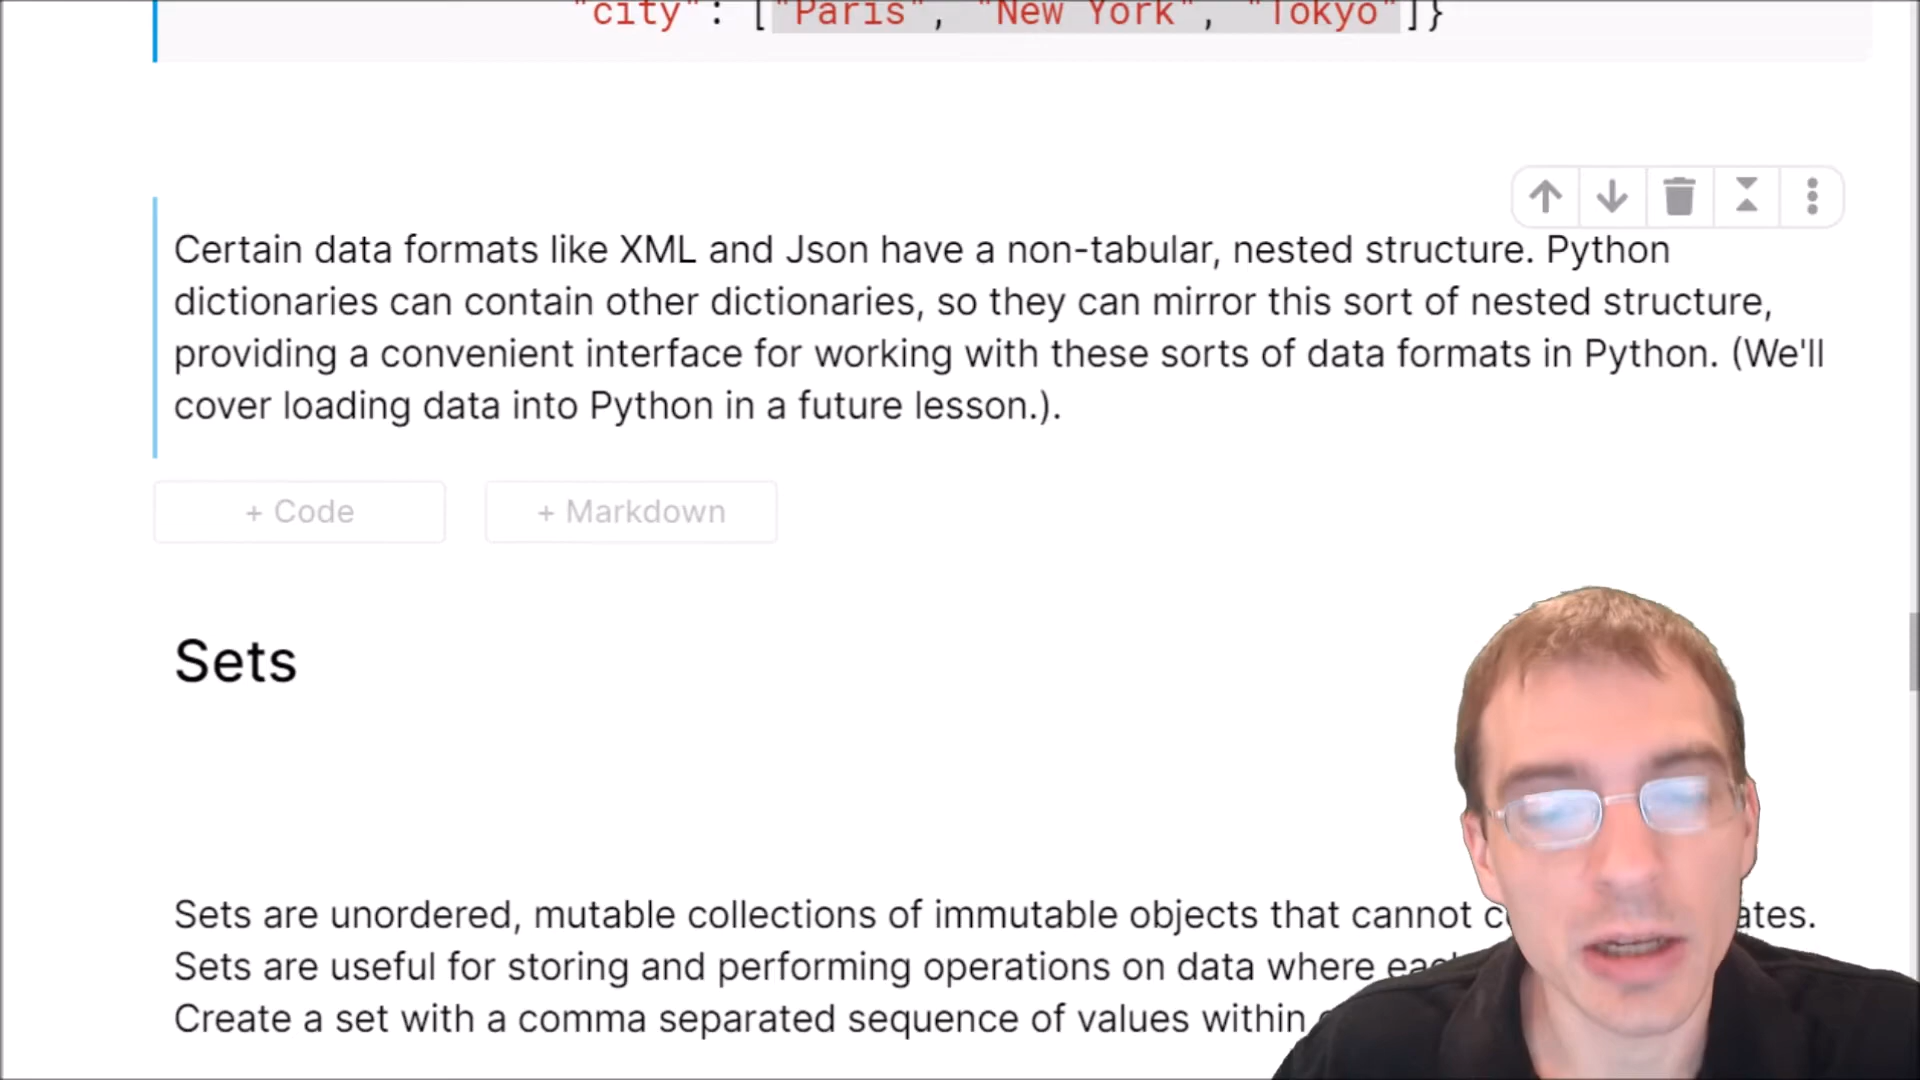 "city": ["Paris", "New York", "Tokyo"]}
Certain data formats like XML and Json have a non-tabular, nested structure. Python
dictionaries can contain other dictionaries, so they can mirror this sort of nested structure,
providing a convenient interface for working with these sorts of data formats in Python. (We'll
cover loading data into Python in a future lesson.).
+ Code
+ Markdown
Sets
Sets are unordered, mutable collections of immutable objects that cannot
Sets are useful for storing and performing operations on data where
Create a set with a comma separated sequence of values within